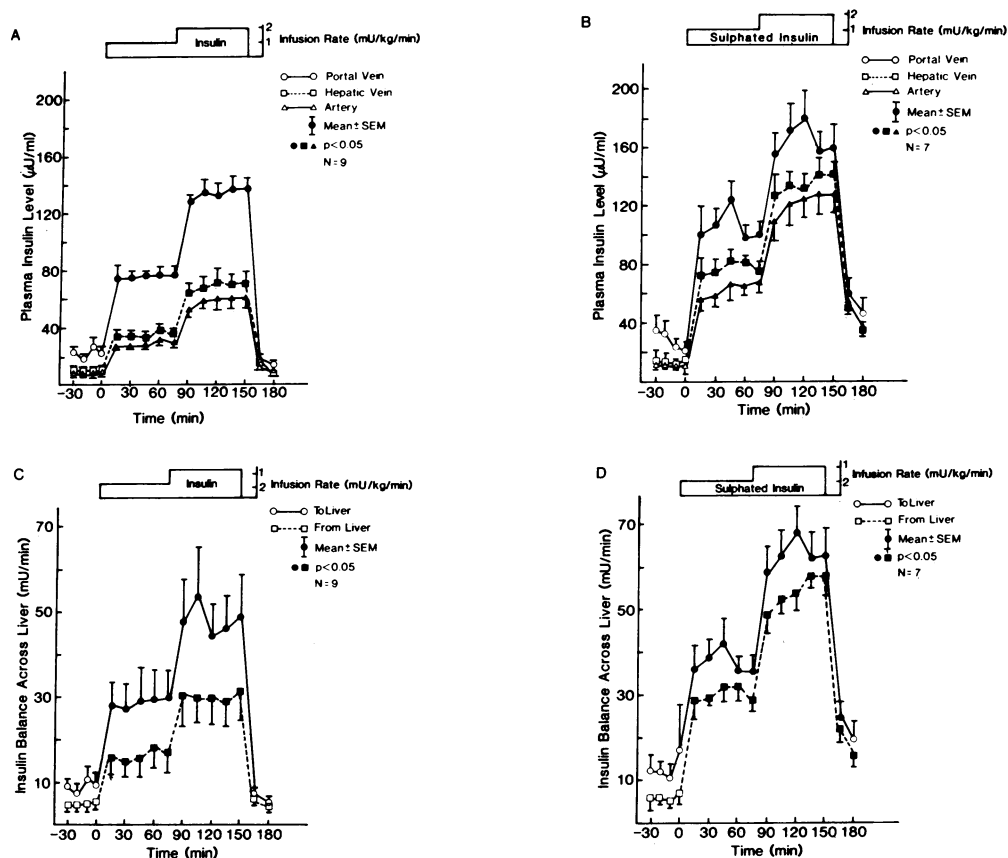 A
2
1
Insulin
Infusion Rate (mU/kg/min)
Portal Vein
Hepatic Vein
Artery
Mean±SEM
p<0.05
N=9
200
160
120
80
40
Plasma Insulin Level (μU/ml)
-30 0 30 60 90 120 150 180
Time (min)
B
2
1
Sulphated Insulin
Infusion Rate (mU/kg/min)
Portal Vein
Hepatic Vein
Artery
Mean±SEM
p<0.05
N=7
200
160
120
80
40
Plasma Insulin Level (μU/ml)
-30 0 30 60 90 120 150 180
Time (min)
C
1
2
Insulin
Infusion Rate (mU/kg/min)
To Liver
From Liver
Mean±SEM
p<0.05
N=9
70
50
30
10
Insulin Balance Across Liver (mU/min)
-30 0 30 60 90 120 150 180
Time (min)
D
1
2
Sulphated Insulin
Infusion Rate (mU/kg/min)
To Liver
From Liver
Mean±SEM
p<0.05
N=7
70
50
30
10
Insulin Balance Across Liver (mU/min)
-30 0 30 60 90 120 150 180
Time (min)